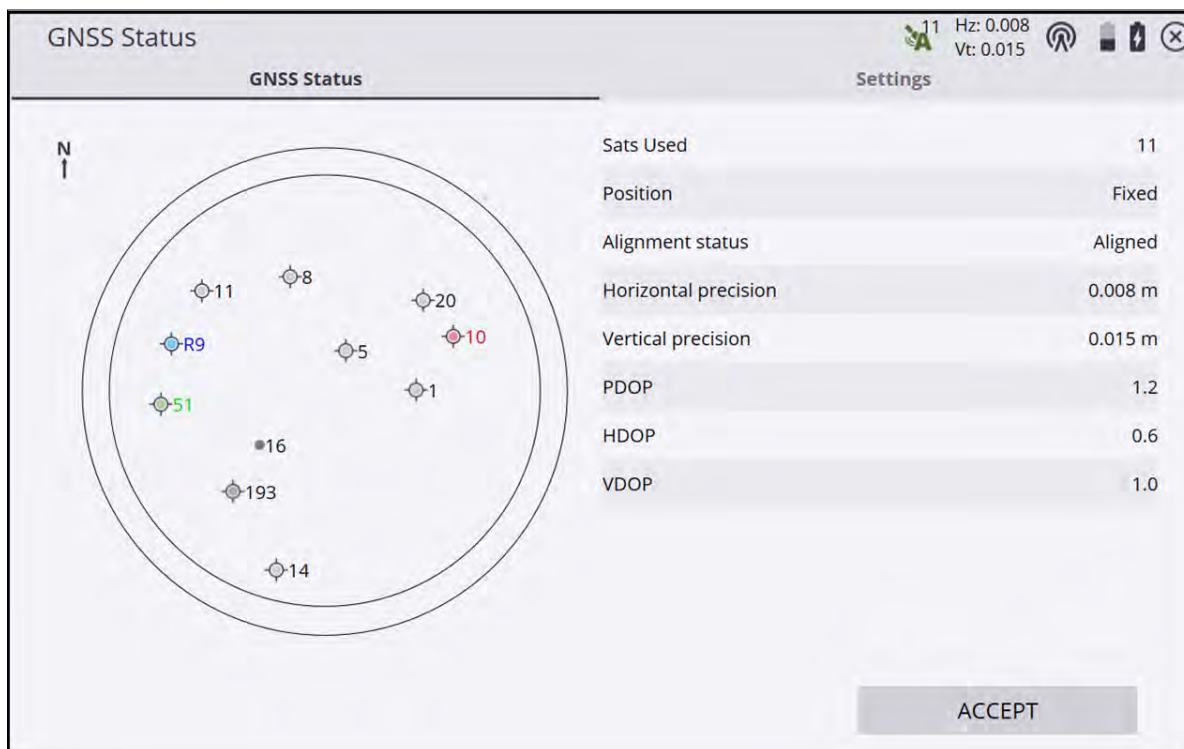 GNSS Status
11
Hz: 0.008
Vt: 0.015
GNSS Status
Settings
N
11
8
20
R9
10
5
1
51
16
193
14
Sats Used 11
Position Fixed
Alignment status Aligned
Horizontal precision 0.008 m
Vertical precision 0.015 m
PDOP 1.2
HDOP 0.6
VDOP 1.0
ACCEPT